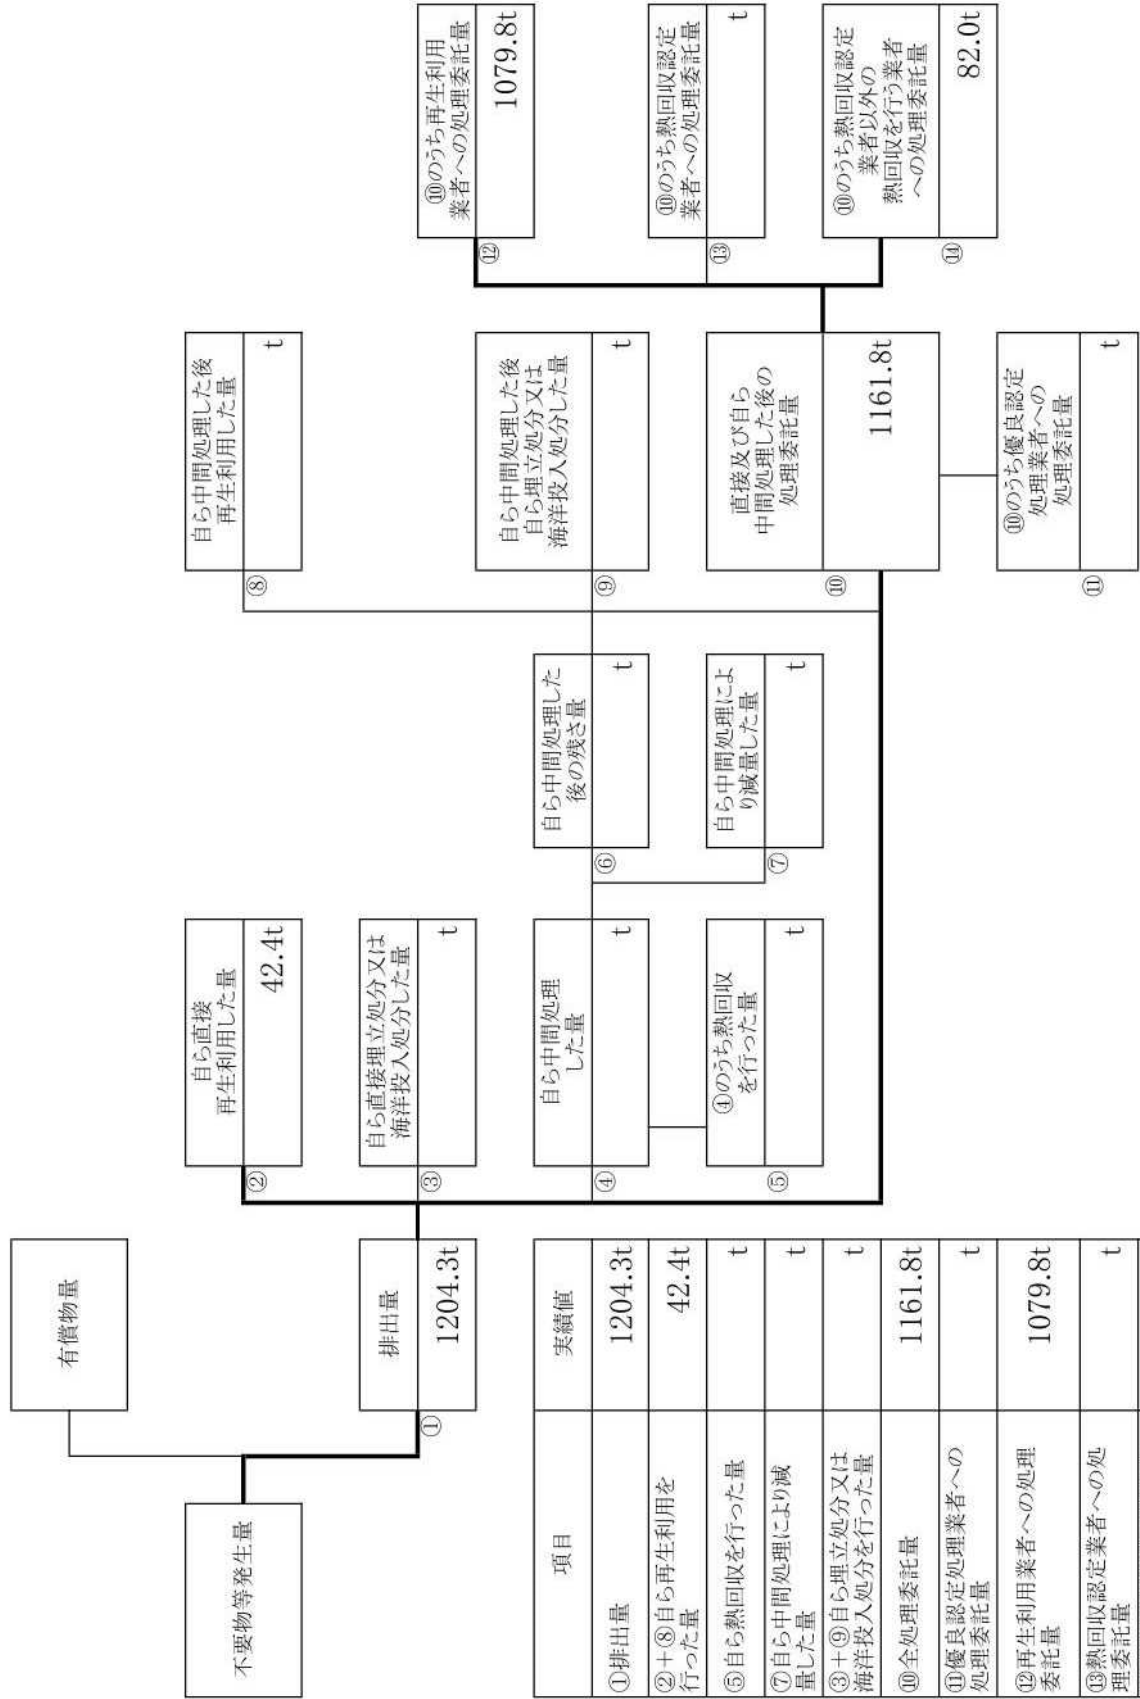 有償物量
不要物等発生量
①
排出量
1204.3t
②
自ら直接
再生利用した量
42.4t
③
自ら直接埋立処分又は
海洋投入処分した量
t
④
自ら中間処理
した量
t
⑤
④のうち熱回収
を行った量
t
⑥
自ら中間処理した
後の残さ量
t
⑦
自ら中間処理によ
り減量した量
t
⑧
自ら中間処理した後
再生利用した量
t
⑨
自ら中間処理した後
自ら埋立処分又は
海洋投入処分した量
t
⑩
直接及び自ら
中間処理した後の
処理委託量
1161.8t
⑪
⑩のうち優良認定
処理業者への
処理委託量
t
⑫
⑩のうち再生利用
業者への処理委託量
1079.8t
⑬
⑩のうち熱回収認定
業者への処理委託量
t
⑭
⑩のうち熱回収認定
業者以外の
熱回収を行う業者
への処理委託量
82.0t
項目 実績値
①排出量 1204.3t
②+⑧自ら再生利用を
行った量
42.4t
⑤自ら熱回収を行った量 t
⑦自ら中間処理により減
量した量
t
③+⑨自ら埋立処分又は
海洋投入処分を行った量
t
⑩全処理委託量 1161.8t
⑪優良認定処理業者への
処理委託量
t
⑫再生利用業者への処理
委託量
1079.8t
⑬熱回収認定業者への処
理委託量
t